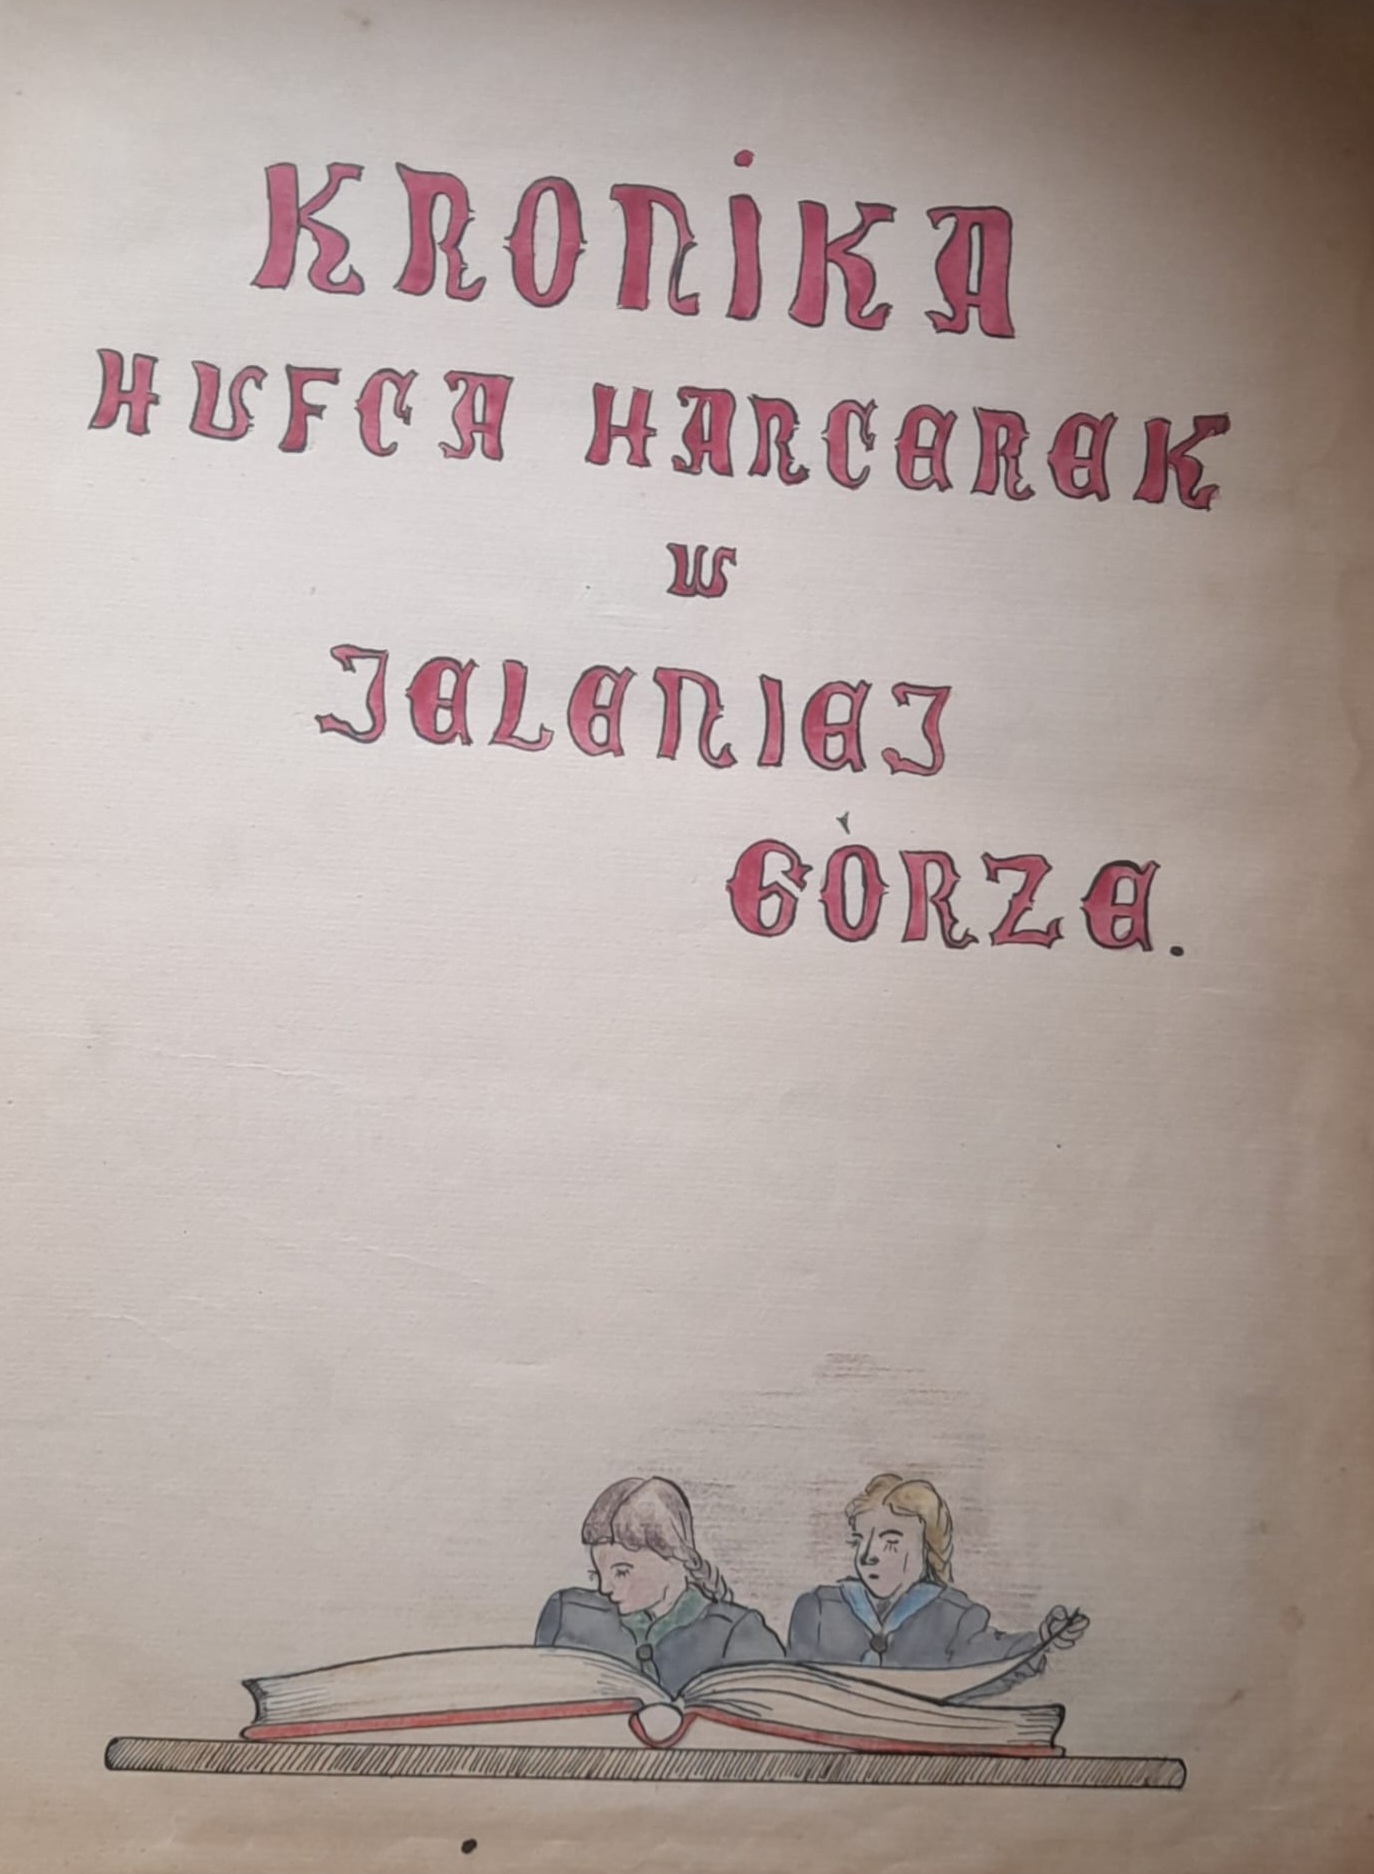 KRONiKA
HUFCA HARCEREK
W
JELENIEJ
GÓRZE.